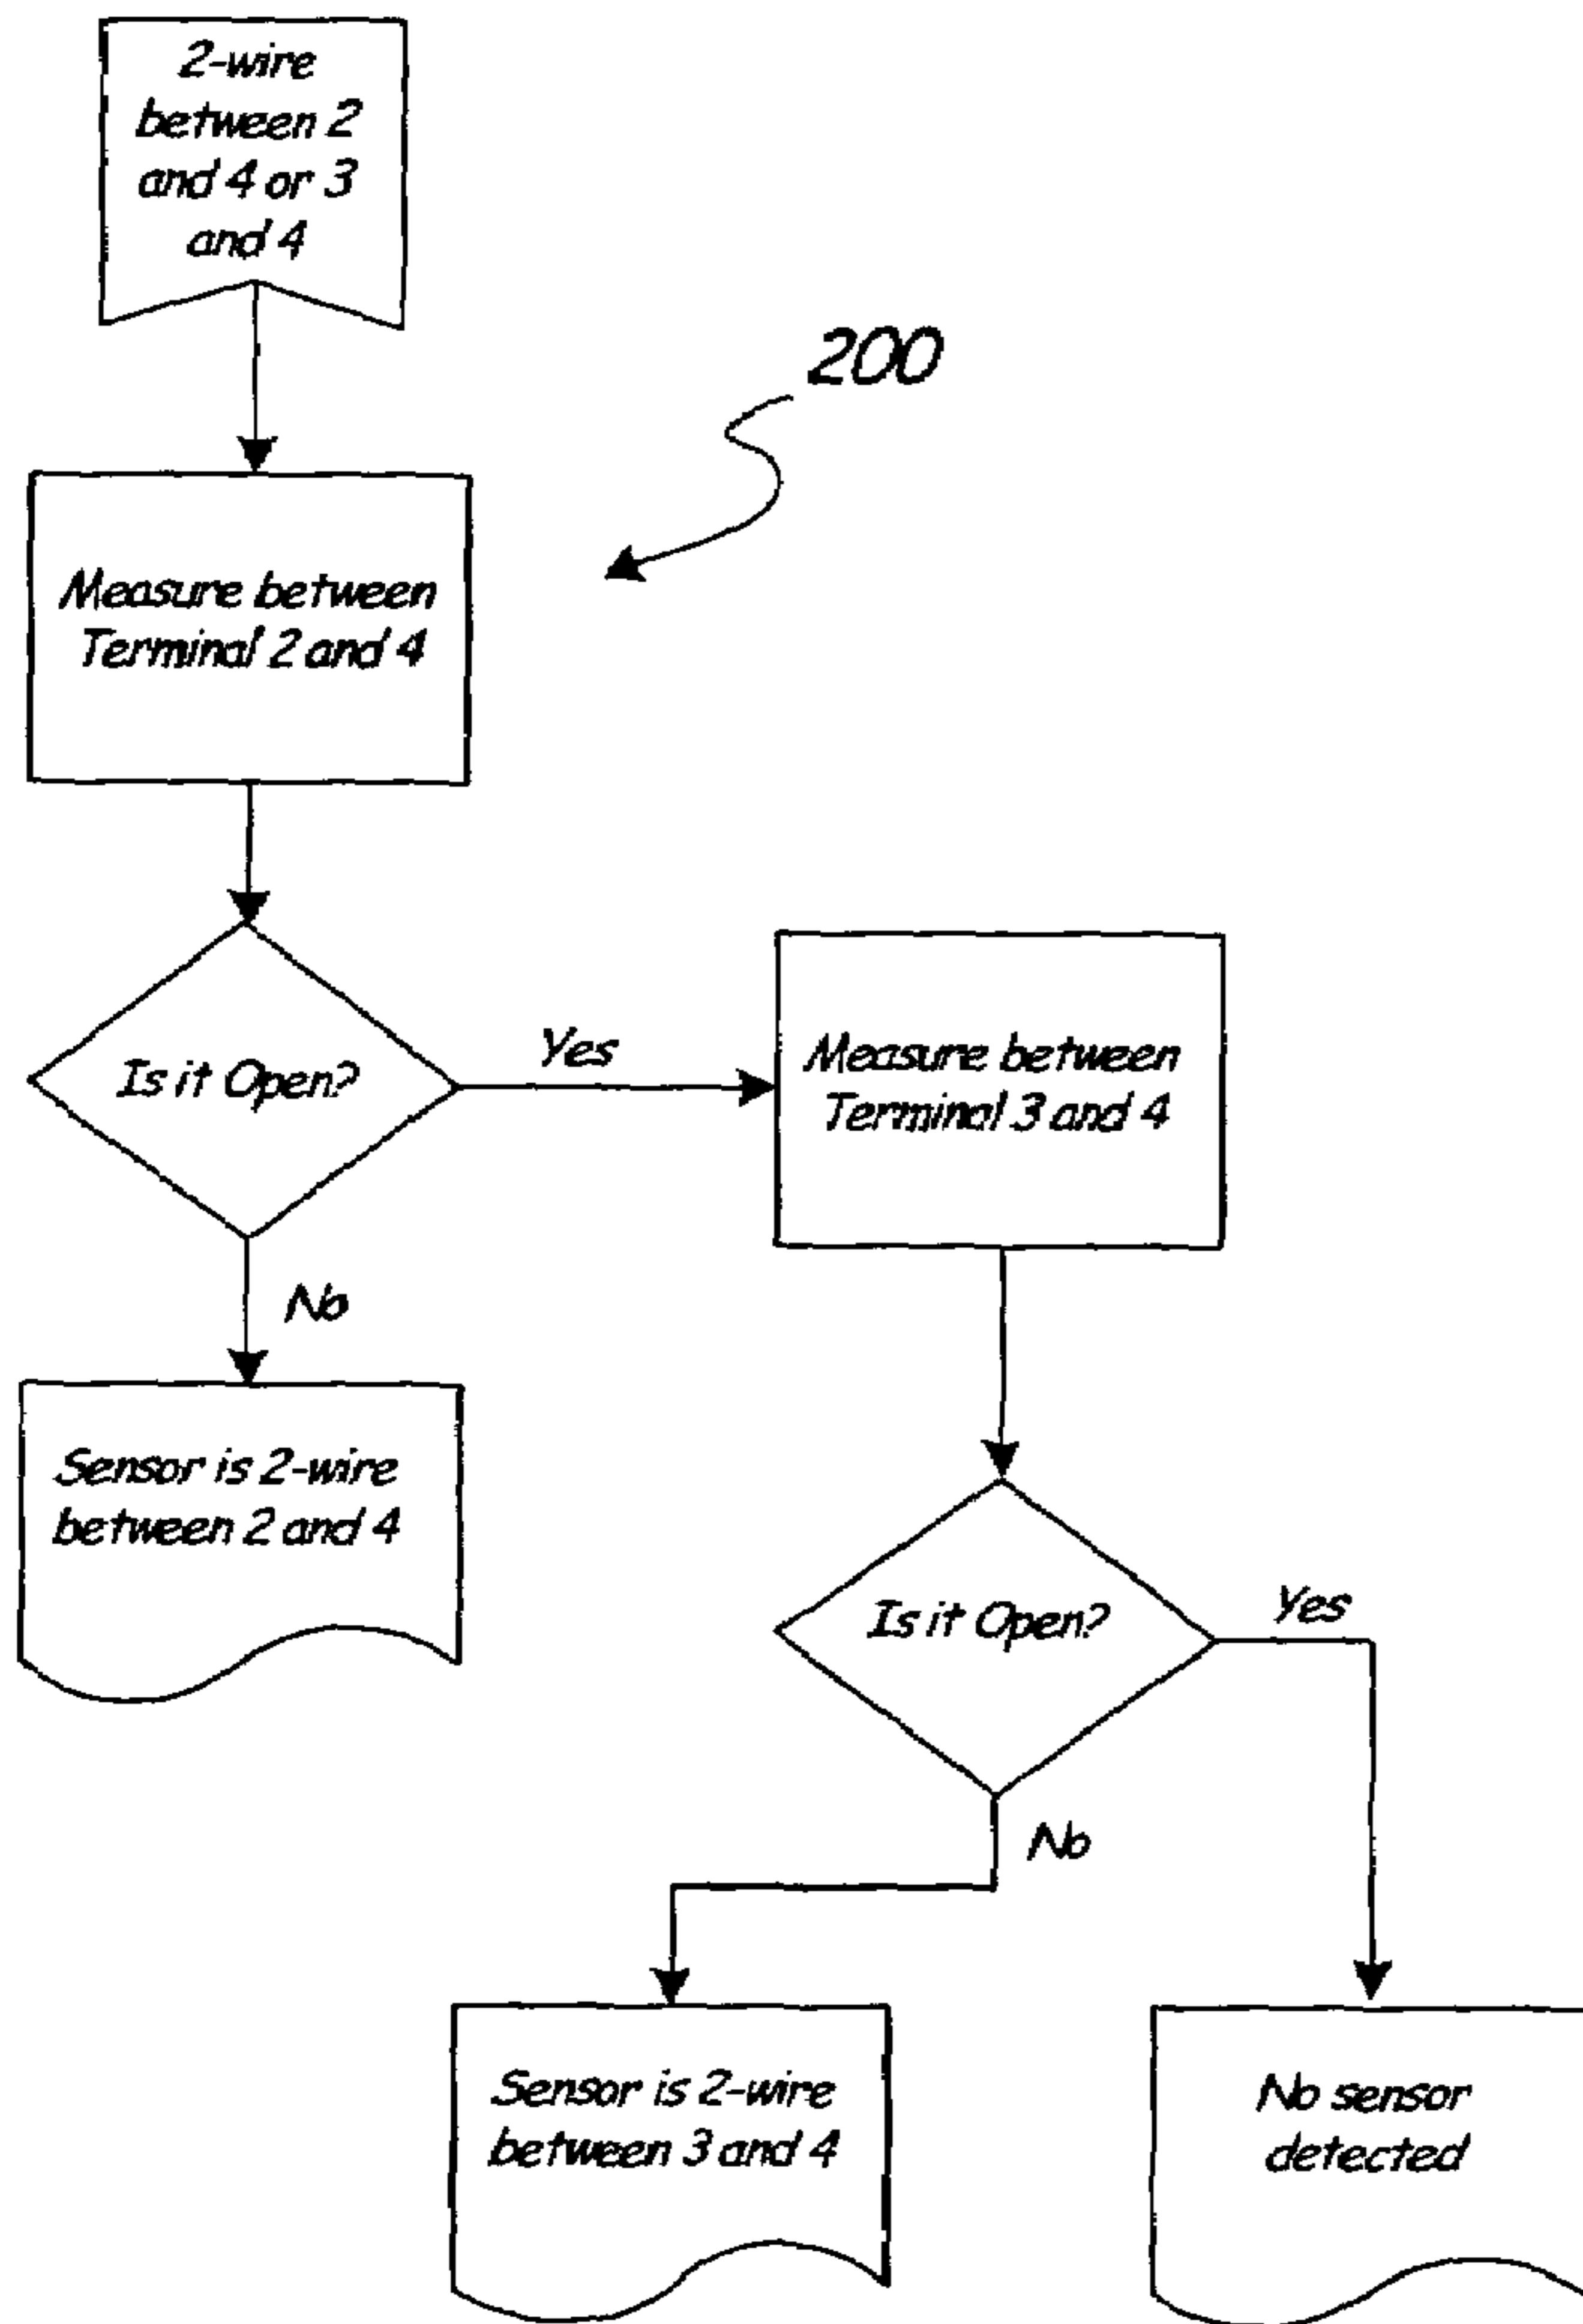 2-wire
between 2
and 4 or 3
and 4
200
Measure between
Terminal 2 and 4
Is it Open?
Yes
Measure between
Terminal 3 and 4
No
Sensor is 2-wire
between 2 and 4
Is it Open?
Yes
No
Sensor is 2-wire
between 3 and 4
No sensor
detected